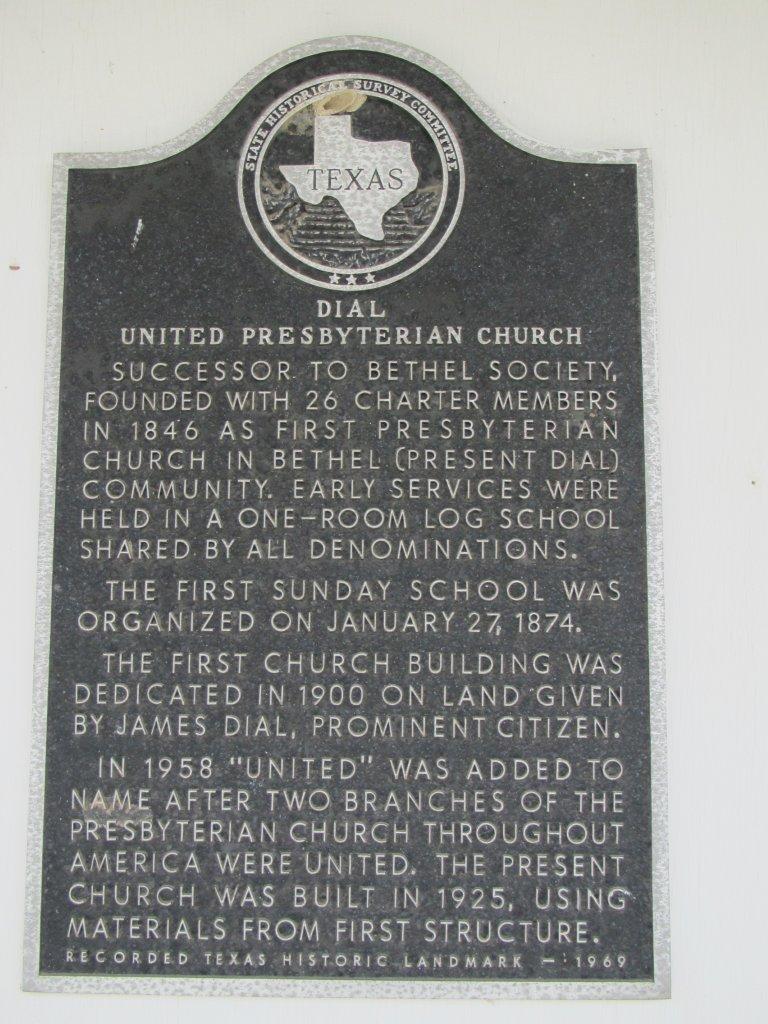 STATE HISTORICAL SURVEY COMMITTEE
TEXAS
DIAL
UNITED PRESBYTERIAN CHURCH
SUCCESSOR TO BETHEL SOCIETY,
FOUNDED WITH 26 CHARTER MEMBERS
IN 1846 AS FIRST PRESBYTERIAN
CHURCH IN BETHEL (PRESENT DIAL)
COMMUNITY. EARLY SERVICES WERE
HELD IN A ONE-ROOM LOG SCHOOL
SHARED BY ALL DENOMINATIONS.
THE FIRST SUNDAY SCHOOL WAS
ORGANIZED ON JANUARY 27, 1874.
THE FIRST CHURCH BUILDING WAS
DEDICATED IN 1900 ON LAND GIVEN
BY JAMES DIAL, PROMINENT CITIZEN.
IN 1958 "UNITED" WAS ADDED TO
NAME AFTER TWO BRANCHES OF THE
PRESBYTERIAN CHURCH THROUGHOUT
AMERICA WERE UNITED. THE PRESENT
CHURCH WAS BUILT IN 1925, USING
MATERIALS FROM FIRST STRUCTURE.
RECORDED TEXAS HISTORIC LANDMARK - 1969